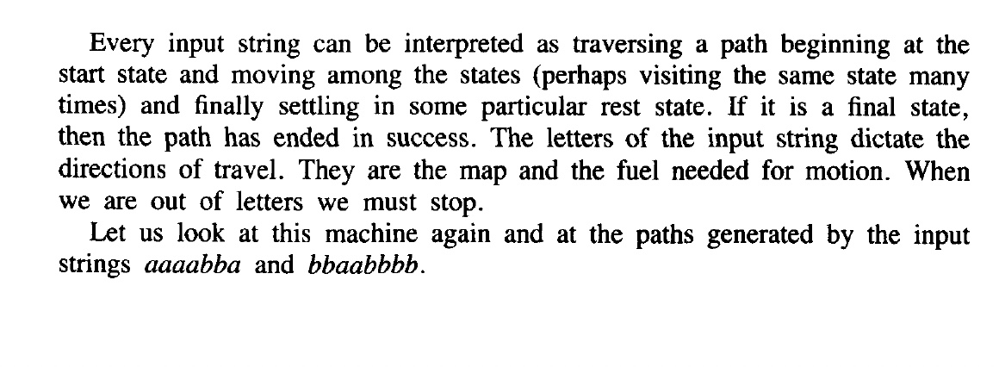 Every input string can be interpreted as traversing a path beginning at the
start state and moving among the states (perhaps visiting the same state many
times) and finally settling in some particular rest state. If it is a final state,
then the path has ended in success. The letters of the input string dictate the
directions of travel. They are the map and the fuel needed for motion. When
we are out of letters we must stop.
Let us look at this machine again and at the paths generated by the input
strings aaaabba and bbaabbbb.